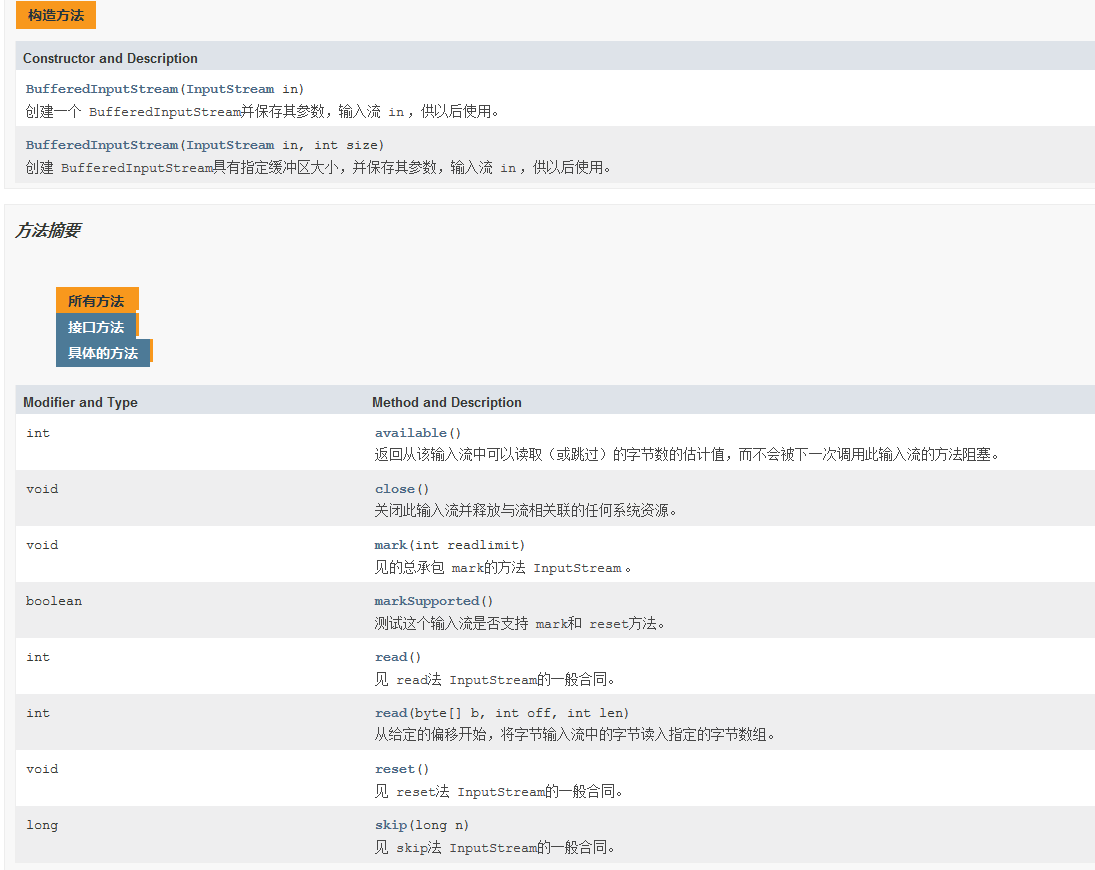 构造方法
Constructor and Description
BufferedInputStream(InputStream in)
创建一个 BufferedInputStream并保存其参数，输入流 in ，供以后使用。
BufferedInputStream(InputStream in, int size)
创建 BufferedInputStream具有指定缓冲区大小，并保存其参数，输入流 in ，供以后使用。
方法摘要
所有方法
接口方法
具体的方法
Modifier and Type Method and Description
int available()
返回从该输入流中可以读取（或跳过）的字节数的估计值，而不会被下一次调用此输入流的方法阻塞。
void close()
关闭此输入流并释放与流相关联的任何系统资源。
void mark(int readlimit)
见的总承包 mark的方法 InputStream 。
boolean markSupported()
测试这个输入流是否支持 mark和 reset方法。
int read()
见 read法 InputStream的一般合同。
int read(byte[] b, int off, int len)
从给定的偏移开始，将字节输入流中的字节读入指定的字节数组。
void reset()
见 reset法 InputStream的一般合同。
long skip(long n)
见 skip法 InputStream的一般合同。